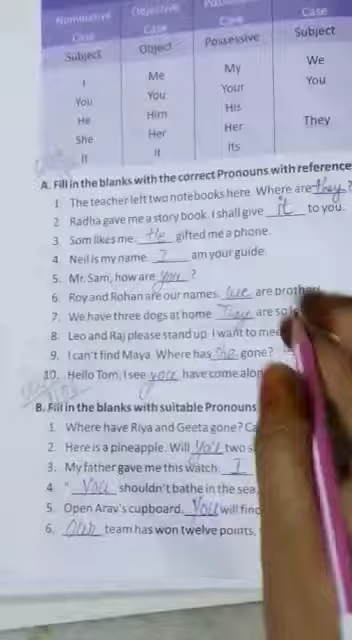 Nominative Objective Case
Case Case Case Subject
Subject Object Possessive
I Me My We
You You Your You
He Him His
She Her Her They
It It Its
A. Fill in the blanks with the correct Pronouns with reference
1. The teacher left two notebooks here. Where are they ?
2. Radha gave me a story book. I shall give it to you.
3. Som likes me. He gifted me a phone.
4. Neil is my name. I am your guide.
5. Mr. Sam, how are you ?
6. Roy and Rohan are our names. we are brothers
7. We have three dogs at home. They are so
8. Leo and Raj please stand up. I want to mee
9. I can't find Maya. Where has she gone?
10. Hello Tom, I see you have come alon
B. Fill in the blanks with suitable Pronouns
1. Where have Riya and Geeta gone? Ca
2. Here is a pineapple. Will you two s
3. My father gave me this watch. I
4. " You shouldn't bathe in the sea,
5. Open Arav's cupboard. You will find
6. Our team has won twelve points,